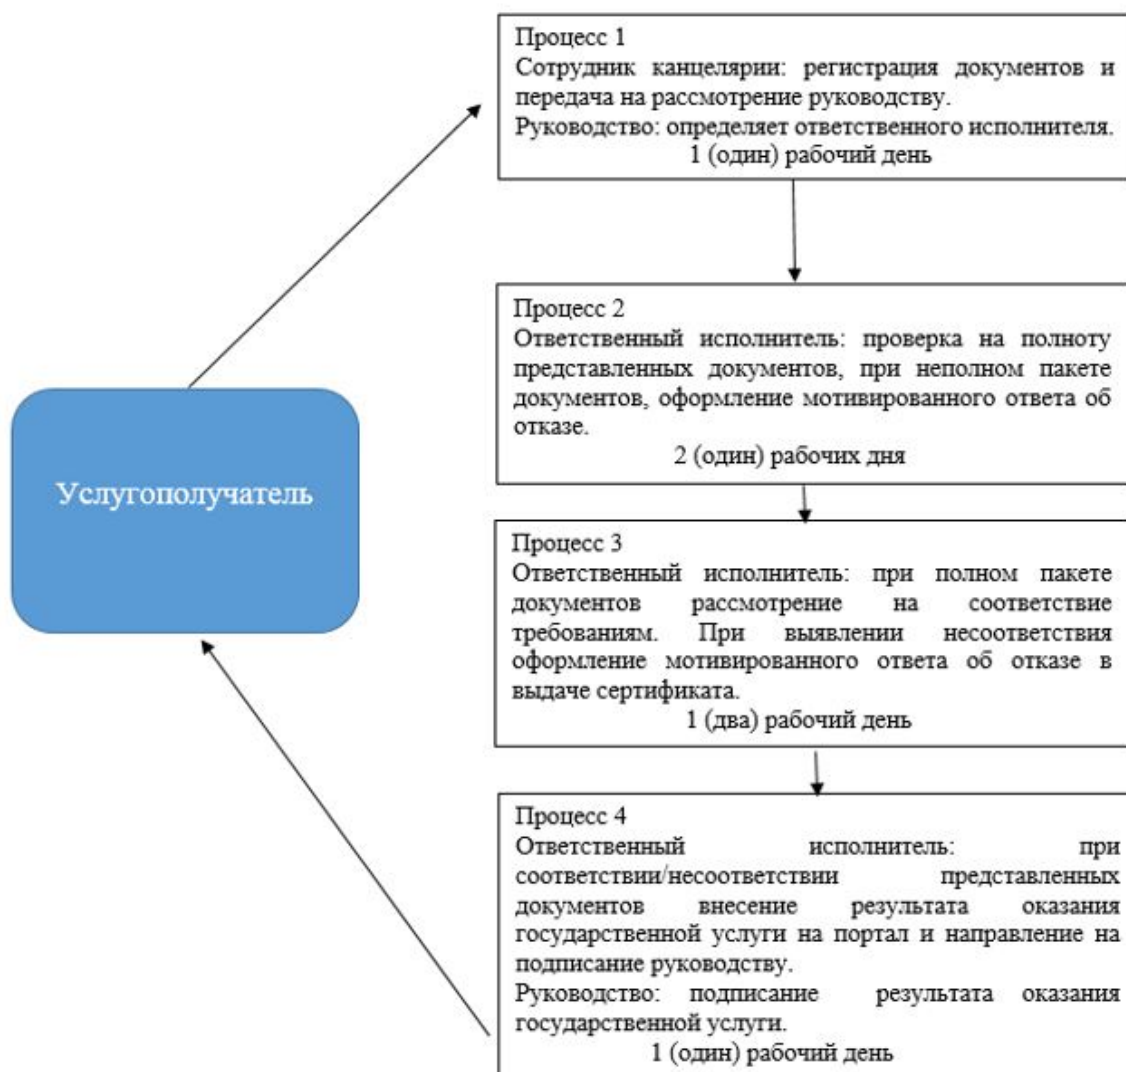 Процесс 1
Сотрудник канцелярии: регистрация документов и
передача на рассмотрение руководству.
Руководство: определяет ответственного исполнителя.
1 (один) рабочий день
Процесс 2
Ответственный исполнитель: проверка на полноту
представленных документов, при неполном пакете
документов, оформление мотивированного ответа об
отказе.
2 (один) рабочих дня
Услугополучатель
Процесс 3
Ответственный исполнитель: при полном пакете
документов рассмотрение на соответствие
требованиям. При выявлении несоответствия
оформление мотивированного ответа об отказе в
выдаче сертификата.
1 (два) рабочий день
Процесс 4
Ответственный исполнитель: при
соответствии/несоответствии представленных
документов внесение результата оказания
государственной услуги на портал и направление на
подписание руководству.
Руководство: подписание результата оказания
государственной услуги.
1 (один) рабочий день